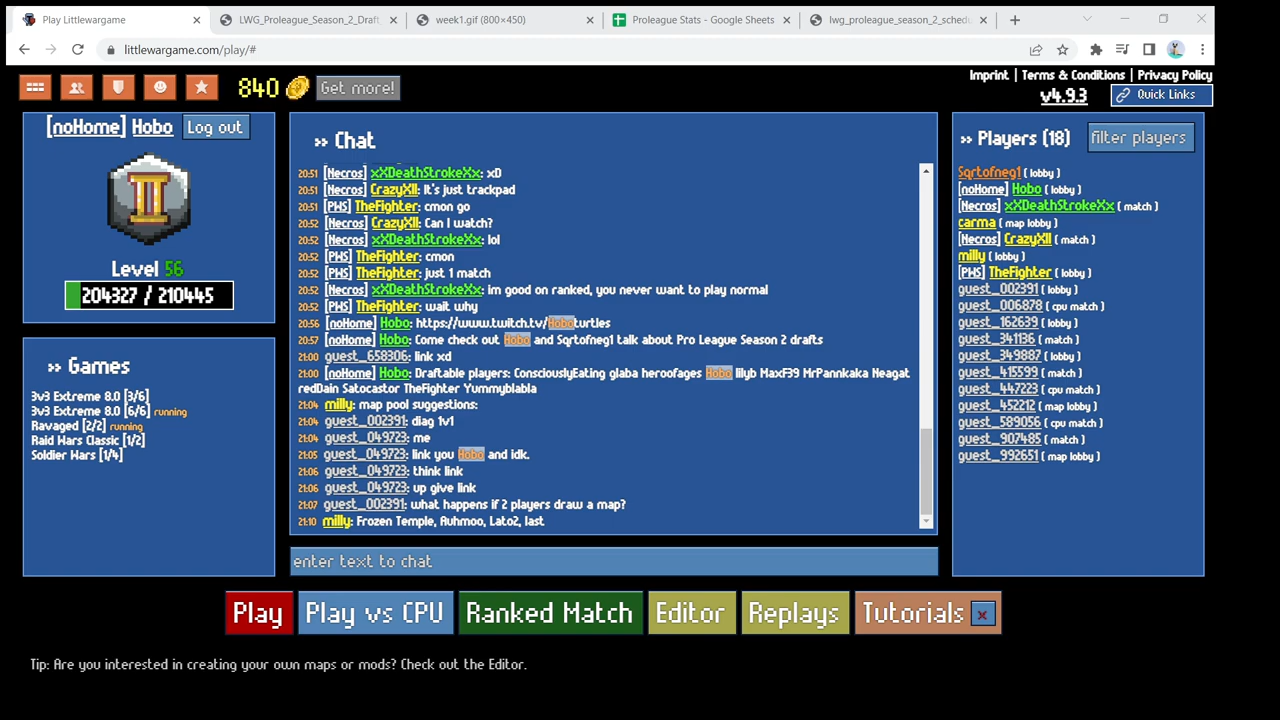 Play Littlewargame
LWG_Proleague_Season_2_Draft
week1.gif (800×450)
Proleague Stats - Google Sheets
lwg_proleague_season_2_sched
littlewargame.com/play/#
840
Get more!
Imprint | Terms & Conditions | Privacy Policy
v4.9.3
Quick Links
[noHome] Hobo
Log out
Level 56
204327 / 210445
»» Games
3v3 Extreme 8.0 [3/6]
3v3 Extreme 8.0 [6/6] running
Ravaged [2/2] running
Raid Wars Classic [1/2]
Soldier Wars [1/4]
»» Chat
20:51 [Necros] xXDeathStrokeXx: xD
20:51 [Necros] CrazyXII: It's just trackpad
20:51 [PWS] TheFighter: cmon go
20:52 [Necros] CrazyXII: Can I watch?
20:52 [Necros] xXDeathStrokeXx: lol
20:52 [PWS] TheFighter: cmon
20:52 [PWS] TheFighter: just 1 match
20:52 [Necros] xXDeathStrokeXx: im good on ranked, you never want to play normal
20:52 [PWS] TheFighter: wait why
20:56 [noHome] Hobo: https://www.twitch.tv/Hoboturtles
20:57 [noHome] Hobo: Come check out Hobo and Sqrtofneg1 talk about Pro League Season 2 drafts
21:00 guest_658306: link xd
21:00 [noHome] Hobo: Draftable players: ConsciouslyEating glaba heroofages Hobo lilyb MaxF39 MrPannkaka Neagat
mrRedDain Satocastor TheFighter Yummyblabla
21:04 milly: map pool suggestions:
21:04 guest_002391: diag 1v1
21:04 guest_049723: me
21:05 guest_049723: link you Hobo and idk.
21:06 guest_049723: think link
21:06 guest_049723: up give link
21:07 guest_002391: what happens if 2 players draw a map?
21:10 milly: Frozen Temple, Auhmoo, Lato2, last
enter text to chat
»» Players (18)
filter players
Sqrtofneg1 ( lobby )
[noHome] Hobo ( lobby )
[Necros] xXDeathStrokeXx ( match )
carma ( map lobby )
[Necros] CrazyXII ( match )
milly ( lobby )
[PWS] TheFighter ( lobby )
guest_002391 ( lobby )
guest_006878 ( cpu match )
guest_162639 ( lobby )
guest_341136 ( match )
guest_349887 ( lobby )
guest_415599 ( match )
guest_447223 ( cpu match )
guest_452212 ( map lobby )
guest_589056 ( cpu match )
guest_907485 ( match )
guest_992651 ( map lobby )
Play
Play vs CPU
Ranked Match
Editor
Replays
Tutorials
x
Tip: Are you interested in creating your own maps or mods? Check out the Editor.